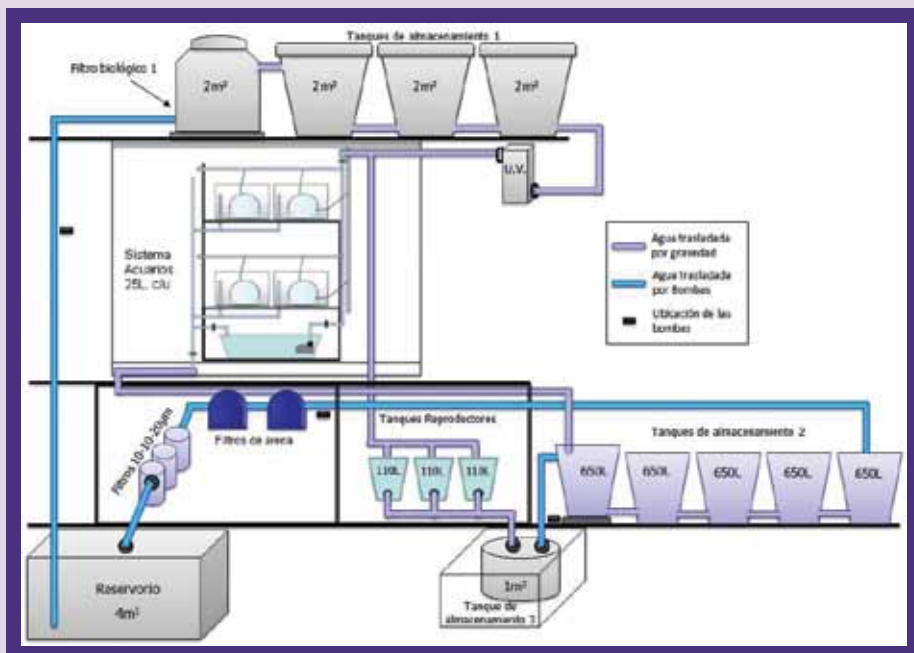 Tanques de almacenamiento 1
Filtro biológico 1
2m³
2m³
2m³
2m³
U.V.
Sistema
Acuarios
25L. c/u
Agua trasladada
por gravedad
Agua trasladada
por Bombas
Ubicación de las
bombas
Filtros 10-10-20µm
Filtros de arena
Tanques Reproductores
110L
110L
110L
Tanques de almacenamiento 2
650L
650L
650L
650L
650L
Reservorio
4m³
1m³
Tanque de
almacenamiento 3